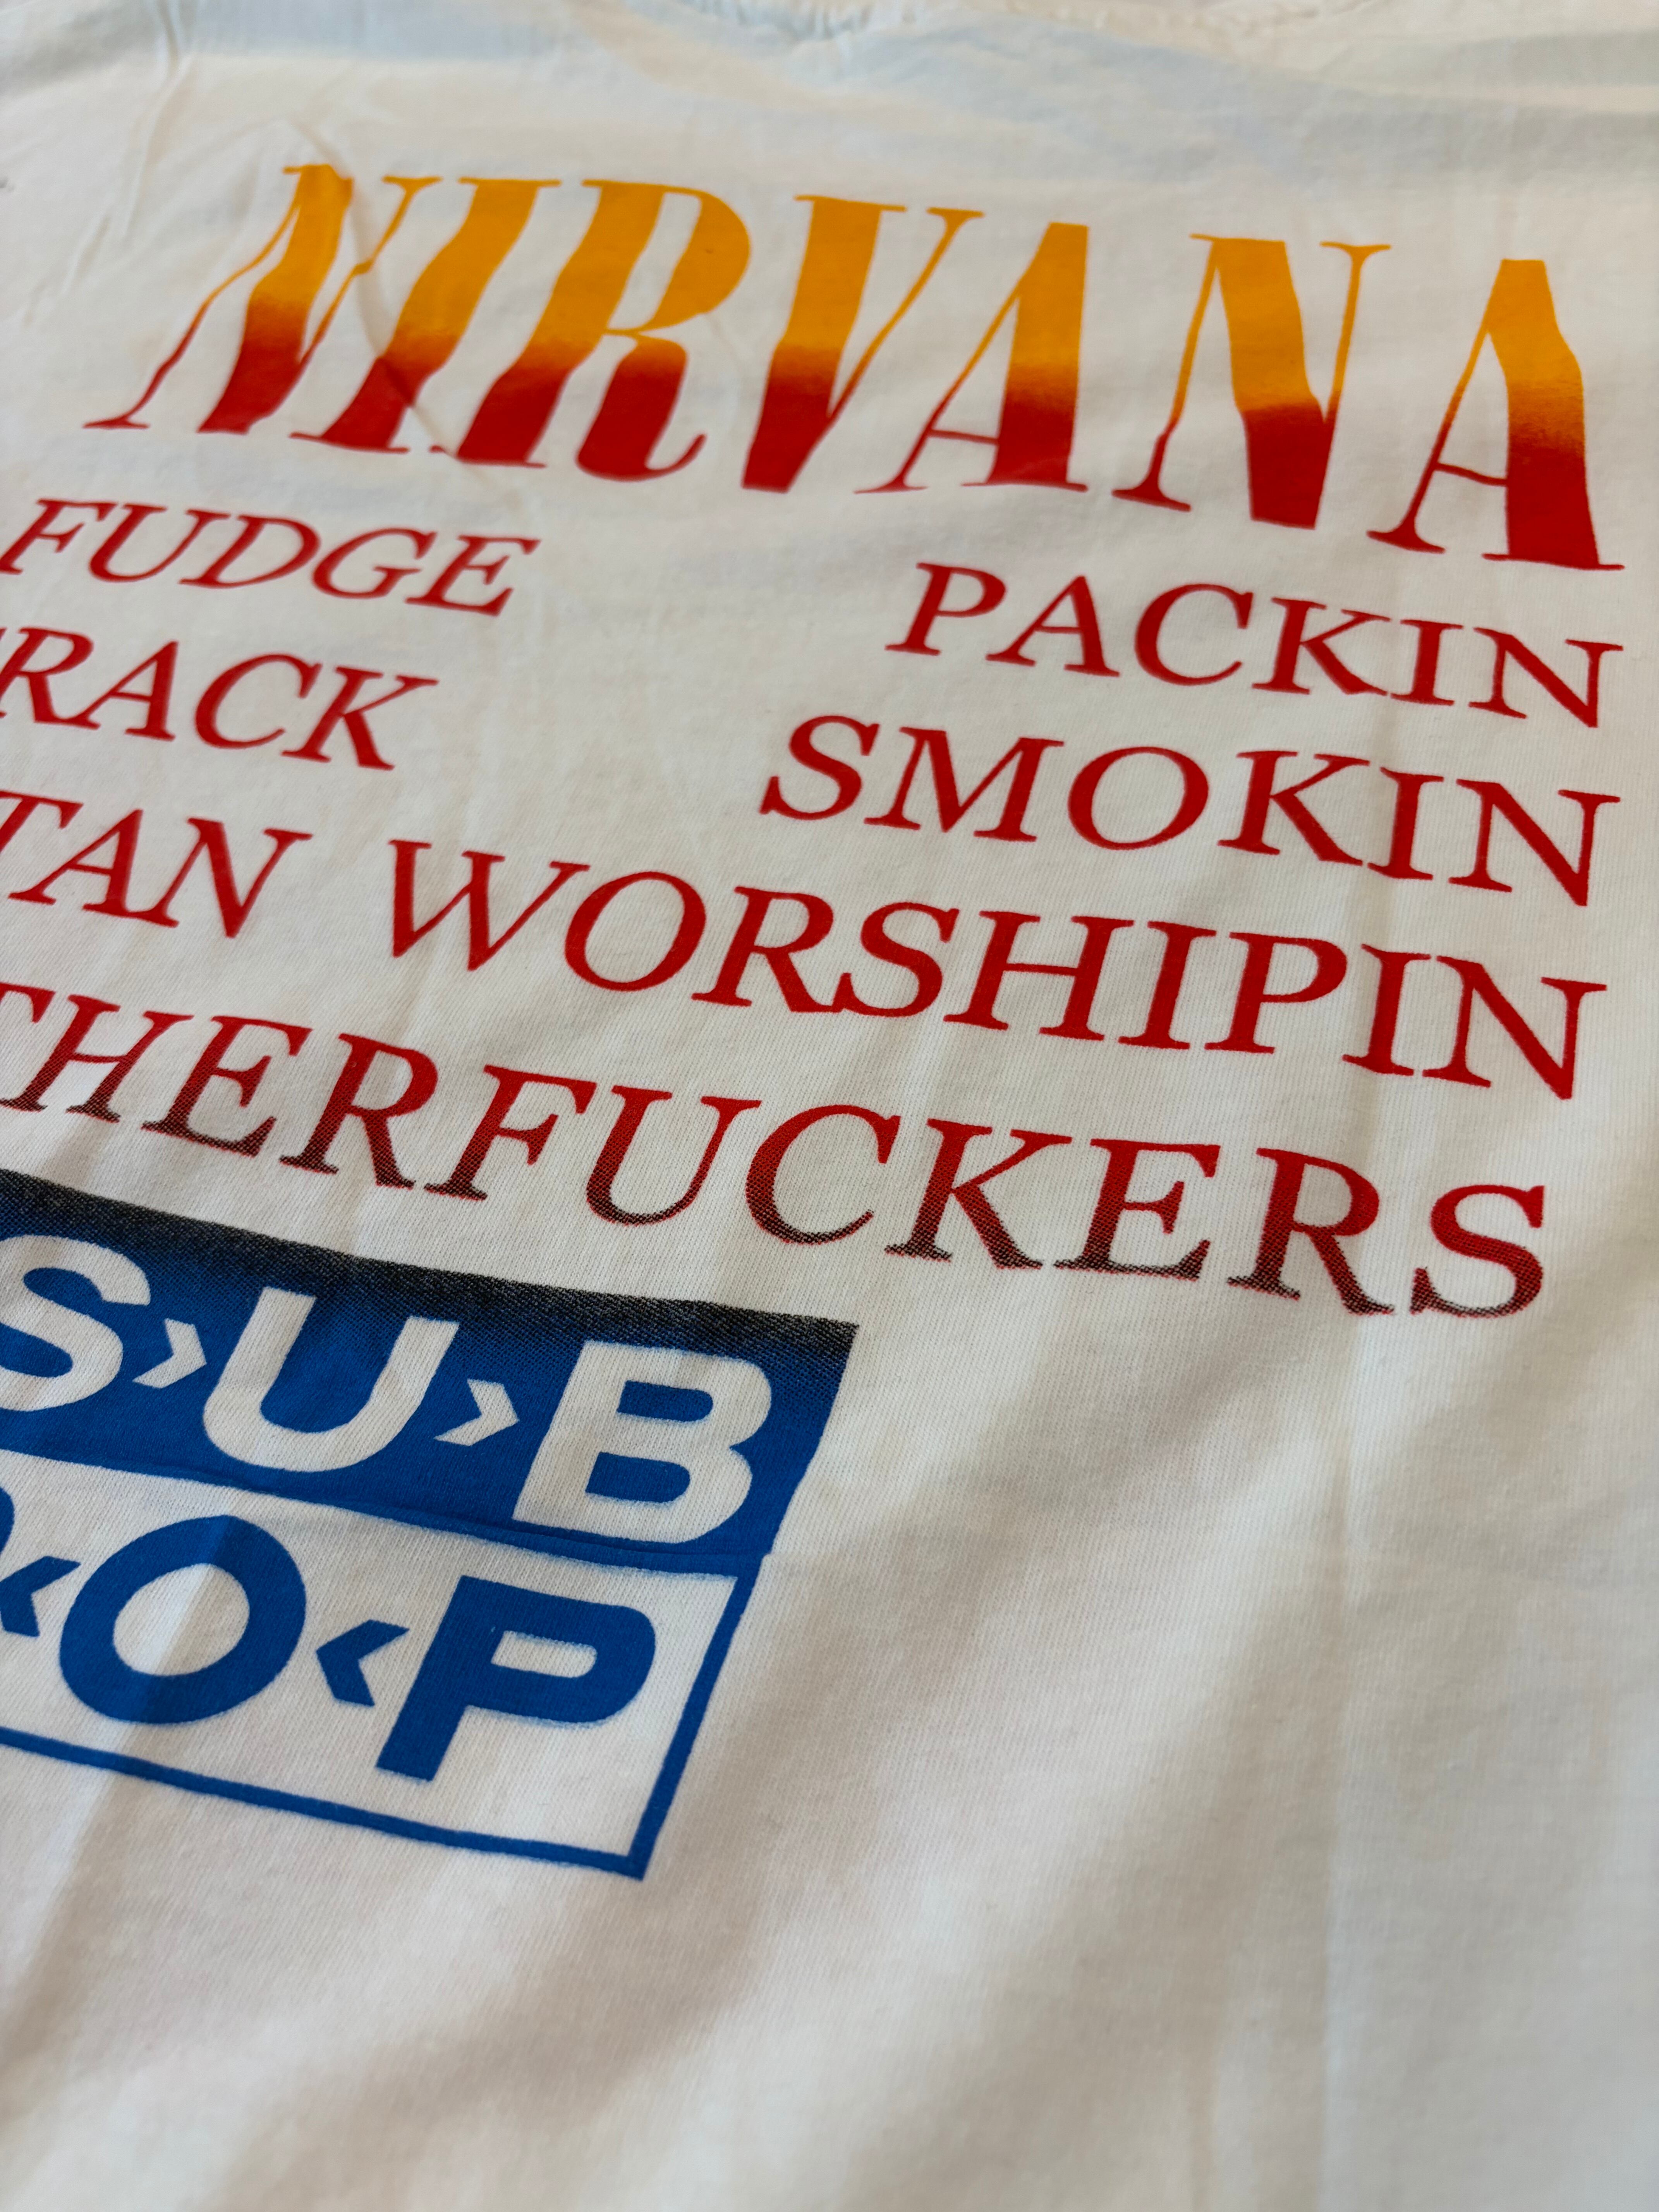 NIRVANA
FUDGE PACKIN
RACK SMOKIN
TAN WORSHIPIN
THERFUCKERS
S›U›B
‹O‹P